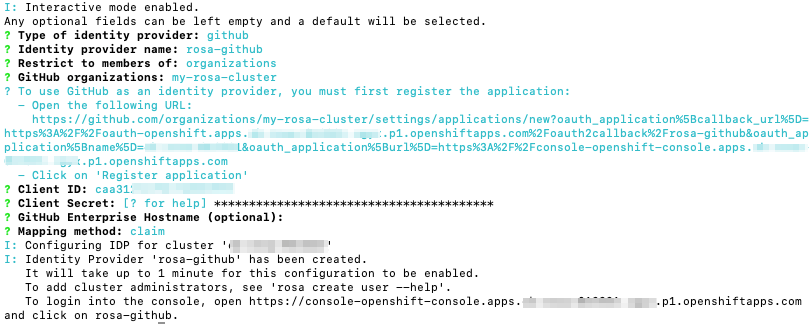 I: Interactive mode enabled.
Any optional fields can be left empty and a default will be selected.
? Type of identity provider: github
? Identity provider name: rosa-github
? Restrict to members of: organizations
? GitHub organizations: my-rosa-cluster
? To use GitHub as an identity provider, you must first register the application:
- Open the following URL:
https://github.com/organizations/my-rosa-cluster/settings/applications/new?oauth_application%5Bcallback_url%5D=
https%3A%2F%2Foauth-openshift.apps. .p1.openshiftapps.com%2Foauth2callback%2Frosa-github&oauth_ap
plication%5Bname%5D= &oauth_application%5Burl%5D=https%3A%2F%2Fconsole-openshift-console.apps.
.p1.openshiftapps.com
- Click on 'Register application'
? Client ID: caa31
? Client Secret: [? for help] ****************************************
? GitHub Enterprise Hostname (optional):
? Mapping method: claim
I: Configuring IDP for cluster ' '
I: Identity Provider 'rosa-github' has been created.
It will take up to 1 minute for this configuration to be enabled.
To add cluster administrators, see 'rosa create user --help'.
To login into the console, open https://console-openshift-console.apps. .p1.openshiftapps.com
and click on rosa-github.